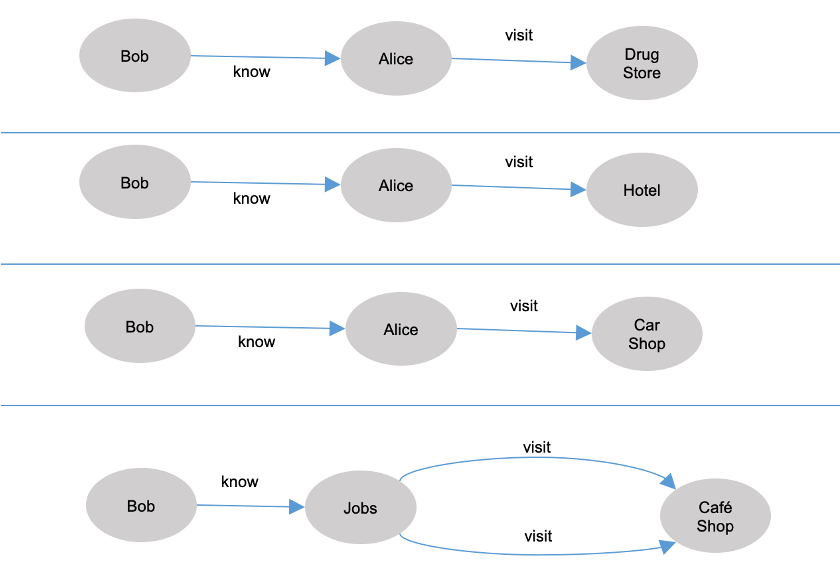 visit
Bob
Alice
Drug
Store
know
visit
Bob
Alice
Hotel
know
visit
Bob
Alice
Car
Shop
know
visit
know
Bob
Jobs
Café
Shop
visit